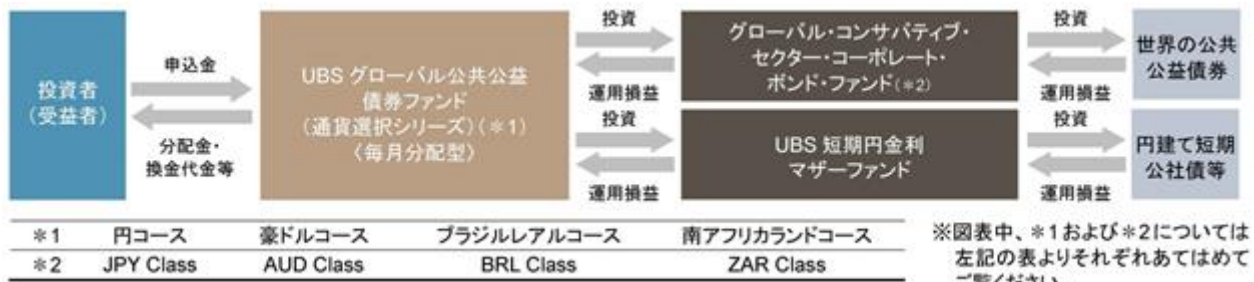 投資者
(受益者)
申込金
分配金・
換金代金等
UBS グローバル公共公益
債券ファンド
(通貨選択シリーズ)(＊1)
〈毎月分配型〉
投資
運用損益
投資
運用損益
グローバル・コンサバティブ・
セクター・コーポレート・
ボンド・ファンド(＊2)
UBS 短期円金利
マザーファンド
投資
運用損益
投資
運用損益
世界の公共
公益債券
円建て短期
公社債等
＊1 円コース 豪ドルコース ブラジルレアルコース 南アフリカランドコース
＊2 JPY Class AUD Class BRL Class ZAR Class
※図表中、＊1および＊2については
左記の表よりそれぞれあてはめて
ご覧ください